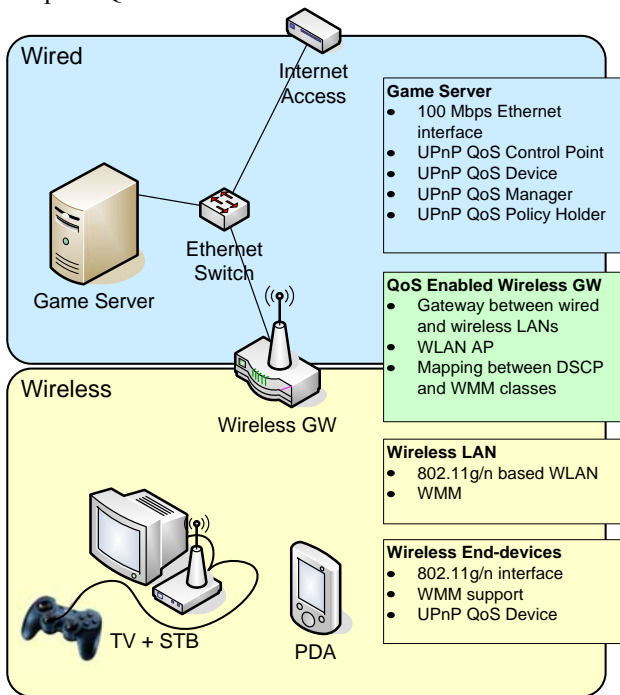 Wired
Internet
Access
Ethernet
Switch
Game Server
Wireless GW
Game Server
• 100 Mbps Ethernet
interface
• UPnP QoS Control Point
• UPnP QoS Device
• UPnP QoS Manager
• UPnP QoS Policy Holder
QoS Enabled Wireless GW
• Gateway between wired
and wireless LANs
• WLAN AP
• Mapping between DSCP
and WMM classes
Wireless
TV + STB
PDA
Wireless LAN
• 802.11g/n based WLAN
• WMM
Wireless End-devices
• 802.11g/n interface
• WMM support
• UPnP QoS Device